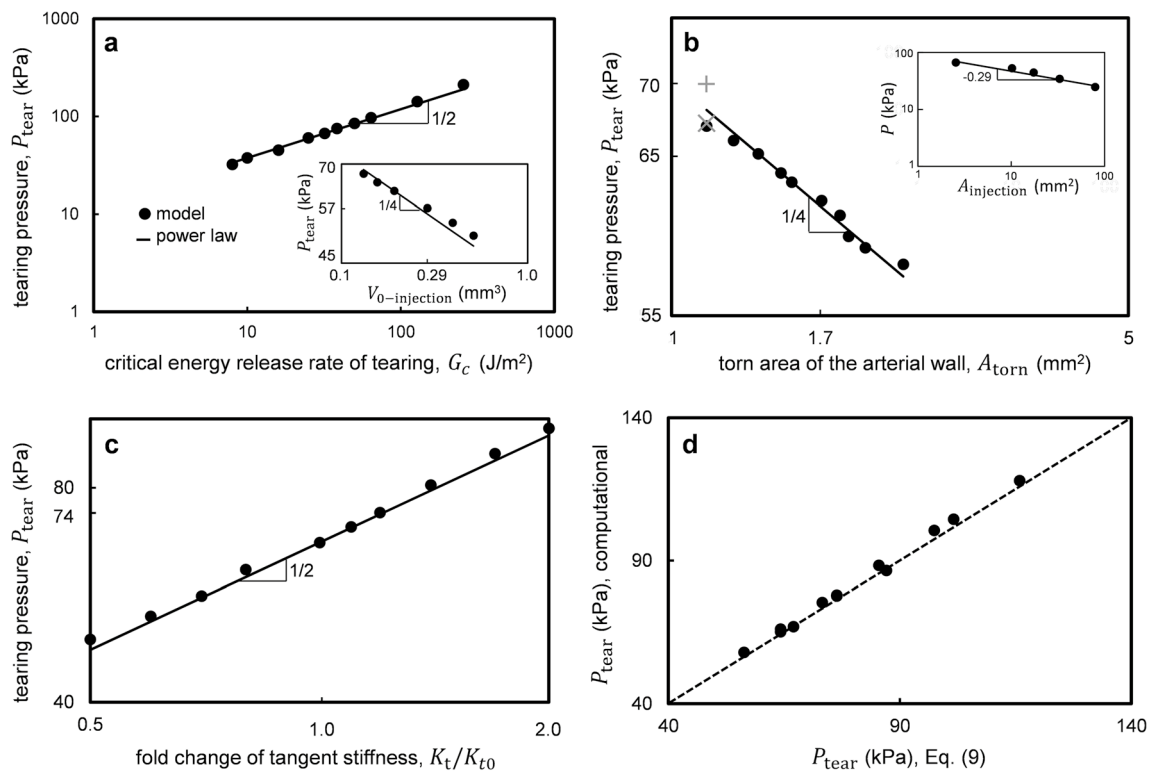 a
1000
100
10
1
tearing pressure, P_tear (kPa)
1/2
model
power law
70
57
45
P_tear (kPa)
1/4
0.1
0.29
1.0
V_0−injection (mm³)
1
10
100
1000
critical energy release rate of tearing, G_c (J/m²)
b
70
65
55
tearing pressure, P_tear (kPa)
1/4
100
10
1
P (kPa)
-0.29
1
10
100
A_injection (mm²)
1
1.7
5
torn area of the arterial wall, A_torn (mm²)
c
80
74
40
tearing pressure, P_tear (kPa)
1/2
0.5
1.0
2.0
fold change of tangent stiffness, K_t/K_t0
d
140
90
40
P_tear (kPa), computational
40
90
140
P_tear (kPa), Eq. (9)